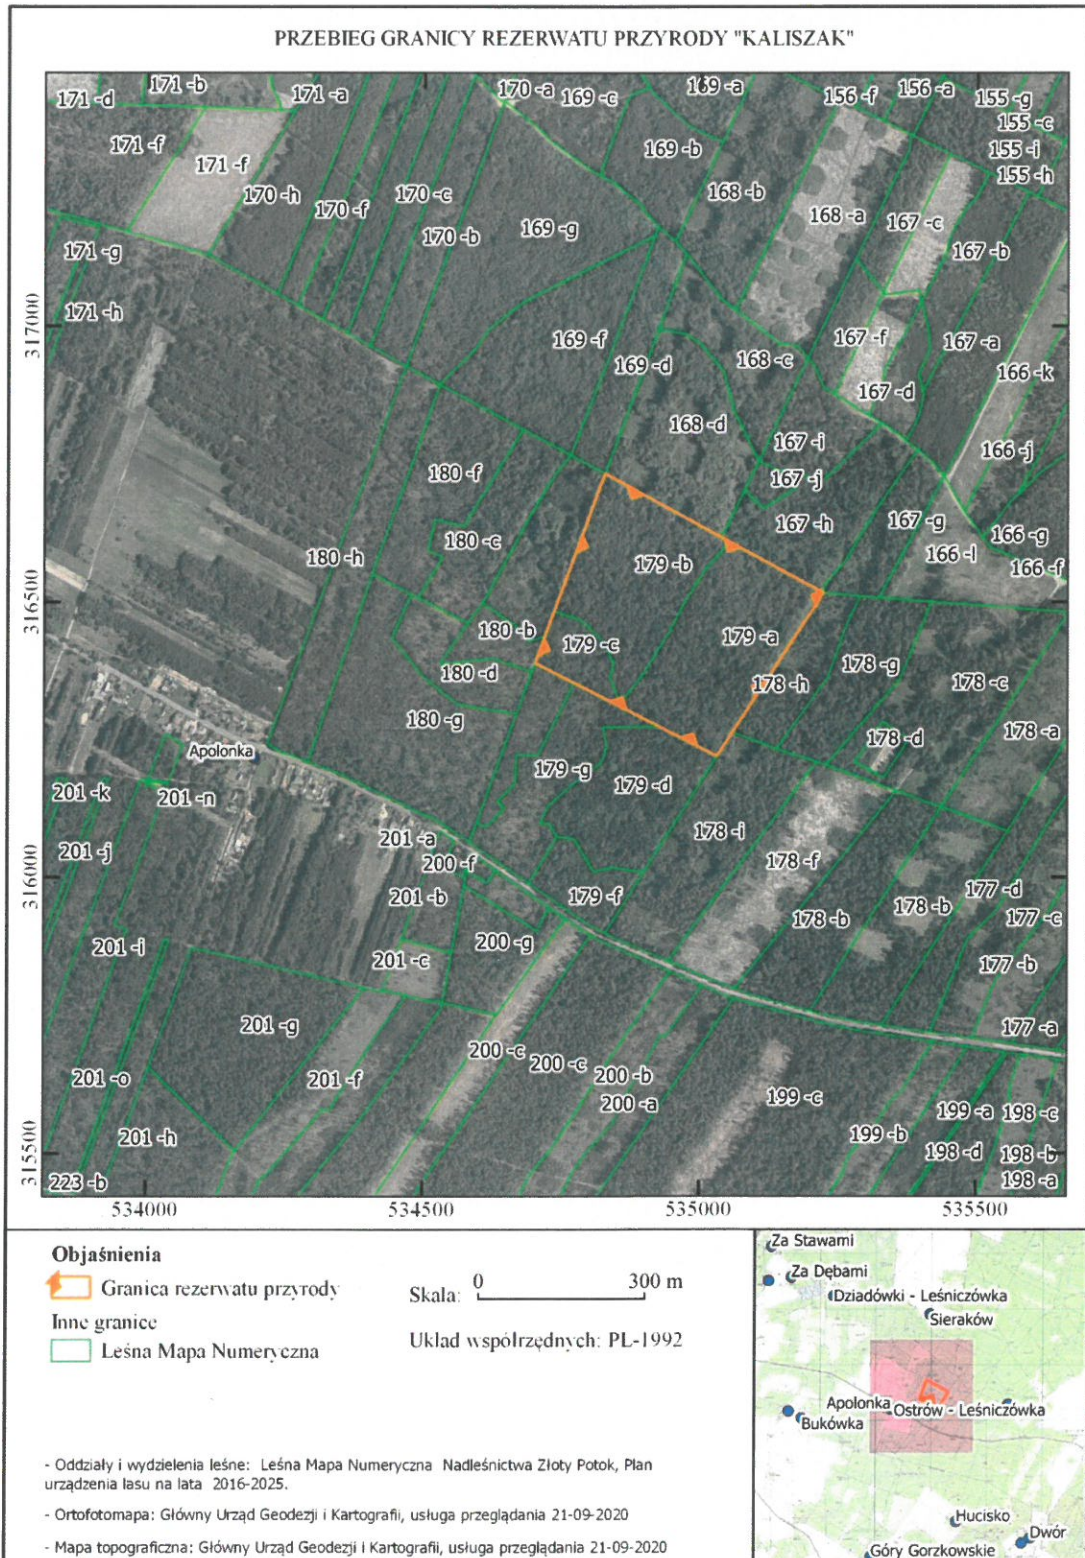 PRZEBIEG GRANICY REZERWATU PRZYRODY "KALISZAK"
171 -b
171 -d
171 -a
170 -a
169 -c
169 -a
156 -f
156 -a
155 -g
155 -c
155 -i
155 -h
171 -f
171 -f
170 -h
170 -f
170 -c
170 -b
169 -g
169 -b
168 -b
168 -a
167 -c
167 -b
171 -g
171 -h
317000
169 -f
169 -d
168 -c
167 -f
167 -a
167 -d
166 -k
168 -d
167 -i
167 -j
166 -j
180 -f
180 -c
180 -h
167 -h
167 -g
166 -g
166 -l
166 -f
179 -b
316500
180 -b
179 -c
179 -a
180 -d
178 -h
178 -g
178 -c
180 -g
178 -a
178 -d
Apolonka
201 -k
201 -n
179 -g
179 -d
201 -j
201 -a
200 -f
178 -i
178 -f
316000
201 -b
179 -f
178 -b
178 -b
177 -d
177 -c
201 -i
200 -g
201 -c
177 -b
201 -g
177 -a
200 -c
200 -c
200 -b
200 -a
201 -o
201 -f
199 -c
199 -a
198 -c
201 -h
199 -b
198 -d
198 -b
198 -a
315500
223 -b
534000
534500
535000
535500
Objaśnienia
Granica rezerwatu przyrody
Inne granice
Leśna Mapa Numeryczna
Skala: 0 300 m
Układ współrzędnych: PL-1992
- Oddziały i wydzielenia leśne: Leśna Mapa Numeryczna Nadleśnictwa Złoty Potok, Plan
urządzenia lasu na lata 2016-2025.
- Ortofotomapa: Główny Urząd Geodezji i Kartografii, usługa przeglądania 21-09-2020
- Mapa topograficzna: Główny Urząd Geodezji i Kartografii, usługa przeglądania 21-09-2020
Za Stawami
Za Dębami
Dziadówki - Leśniczówka
Sieraków
Apolonka
Ostrów - Leśniczówka
Bukówka
Hucisko
Dwór
Góry Gorzkowskie